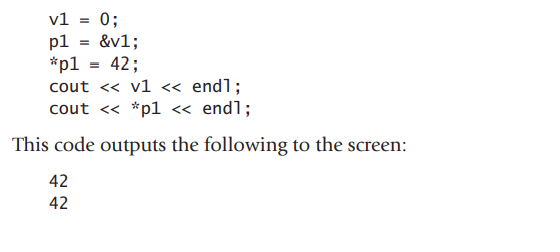 v1 = 0;
p1 = &v1;
*p1 = 42;
cout << v1 << endl;
cout << *p1 << endl;
This code outputs the following to the screen:
42
42